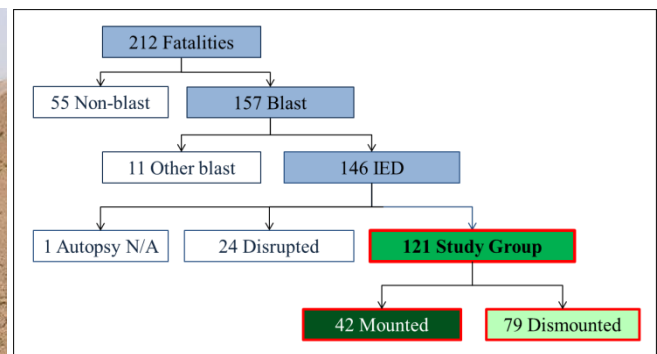 212 Fatalities
55 Non-blast
157 Blast
11 Other blast
146 IED
1 Autopsy N/A
24 Disrupted
121 Study Group
42 Mounted
79 Dismounted